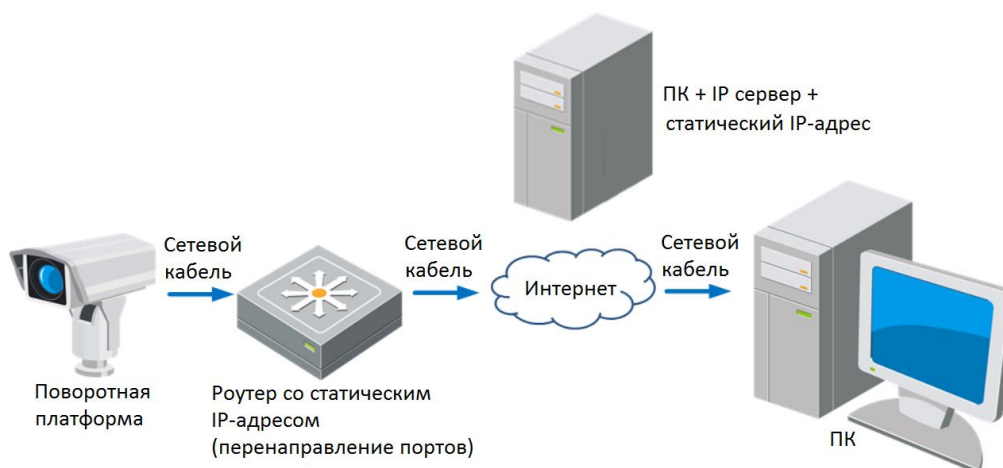 ПК + IP сервер +
статический IP-адрес
Сетевой
кабель
Сетевой
кабель
Интернет
Сетевой
кабель
Поворотная
платформа
Роутер со статическим
IP-адресом
(перенаправление портов)
ПК